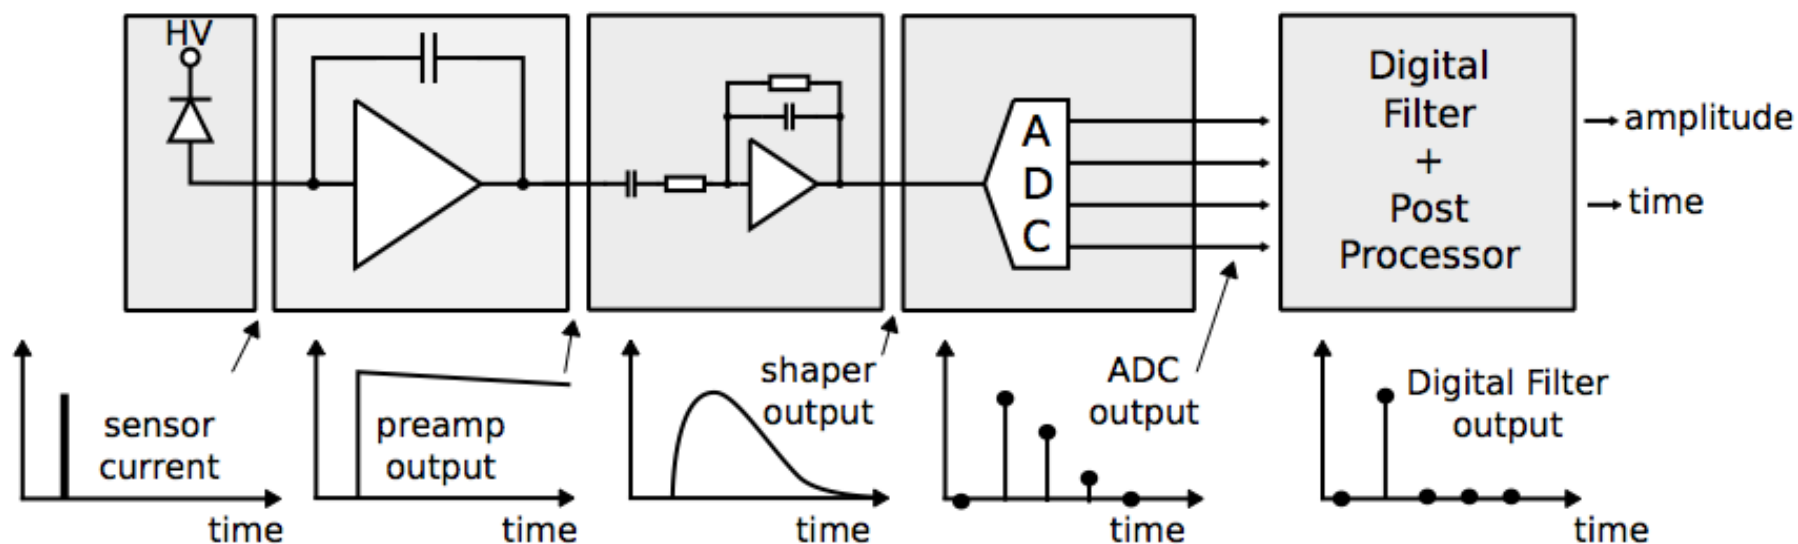 HV
A
D
C
Digital
Filter
+
Post
Processor
amplitude
time
sensor
current
time
preamp
output
time
shaper
output
time
ADC
output
time
Digital Filter
output
time